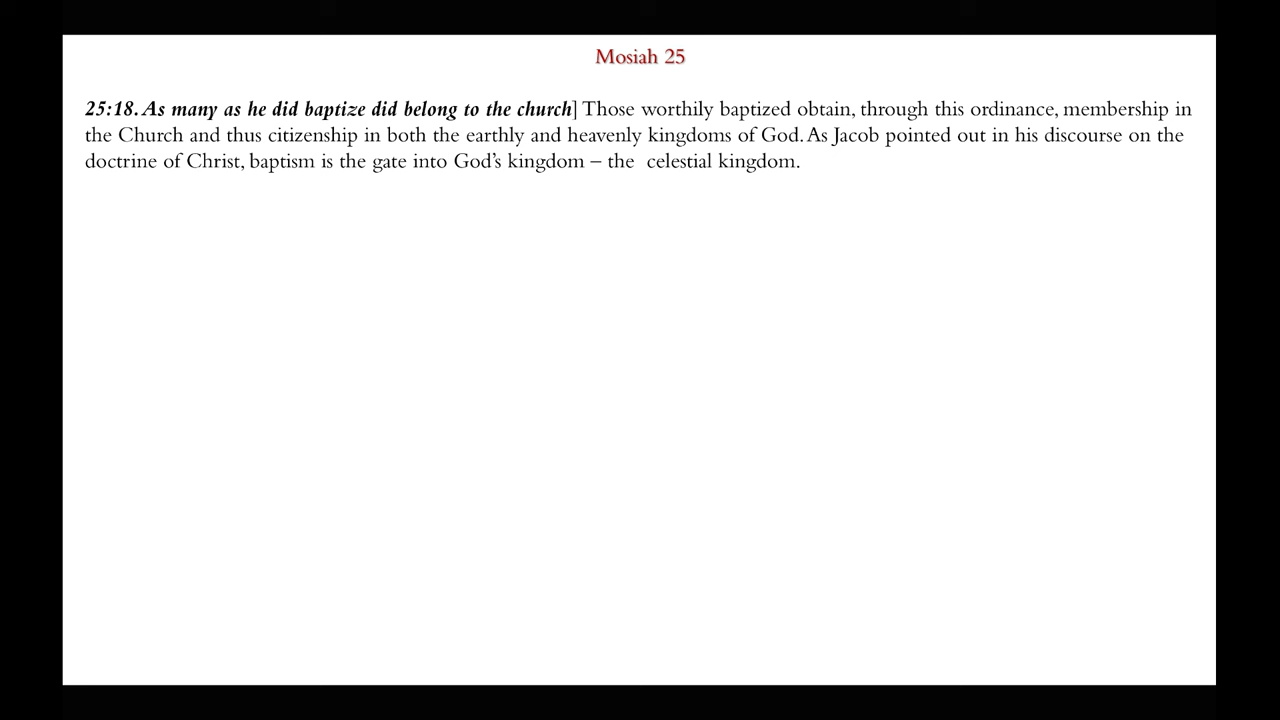 Mosiah 25
25:18. As many as he did baptize did belong to the church] Those worthily baptized obtain, through this ordinance, membership in
the Church and thus citizenship in both the earthly and heavenly kingdoms of God. As Jacob pointed out in his discourse on the
doctrine of Christ, baptism is the gate into God’s kingdom – the  celestial kingdom.